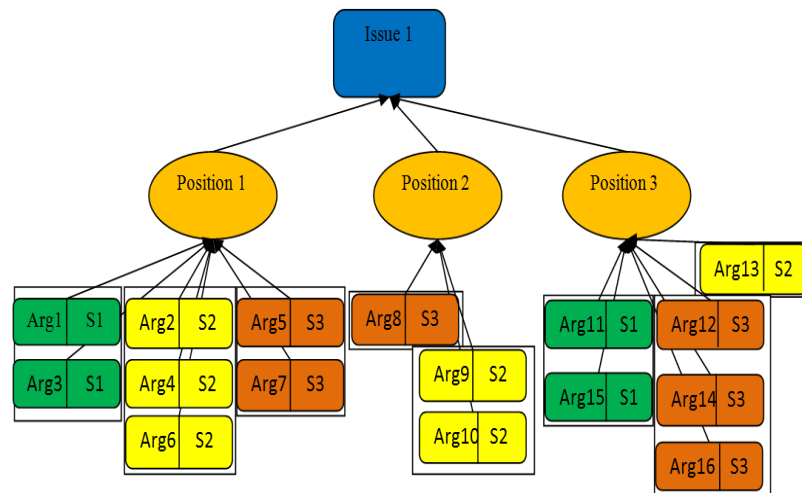 Issue 1
Position 1
Position 2
Position 3
Arg13 S2
Arg1 S1
Arg2 S2
Arg5 S3
Arg8 S3
Arg11 S1
Arg12 S3
Arg3 S1
Arg4 S2
Arg7 S3
Arg9 S2
Arg15 S1
Arg14 S3
Arg6 S2
Arg10 S2
Arg16 S3